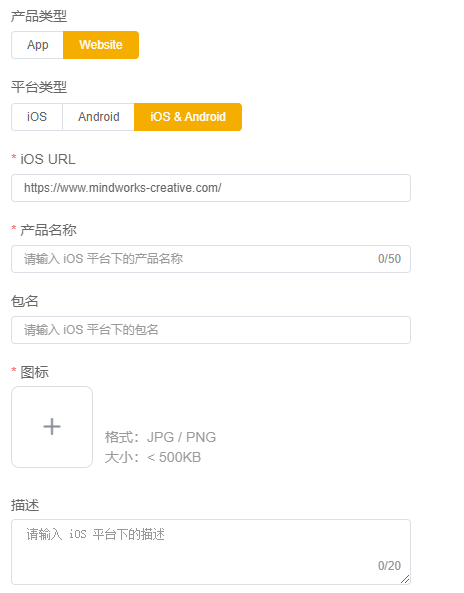 产品类型
App Website
平台类型
iOS Android iOS & Android
* iOS URL
https://www.mindworks-creative.com/
* 产品名称
请输入 iOS 平台下的产品名称 0/50
包名
请输入 iOS 平台下的包名
* 图标
+
格式：JPG / PNG
大小：< 500KB
描述
请输入 iOS 平台下的描述
0/20